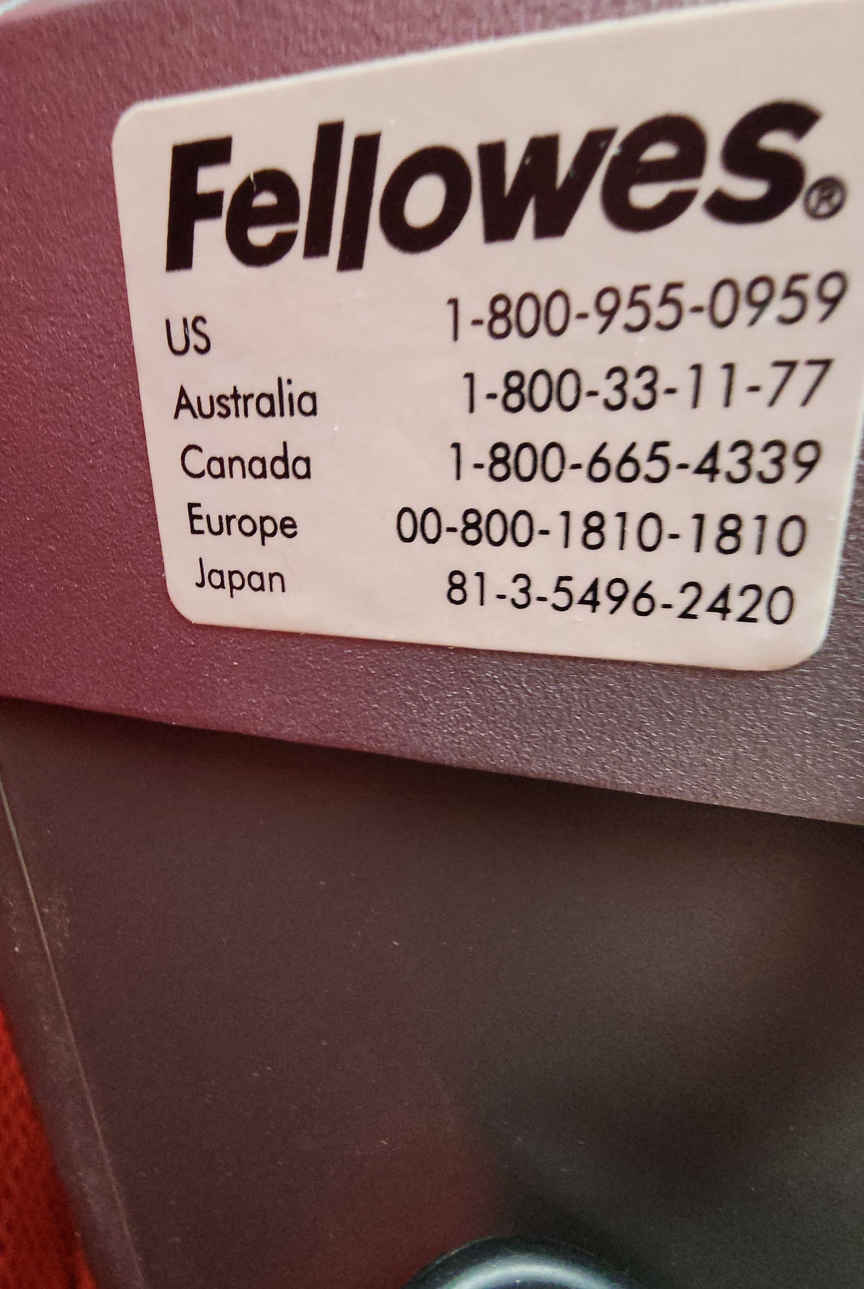 Fellowes®
US 1-800-955-0959
Australia 1-800-33-11-77
Canada 1-800-665-4339
Europe 00-800-1810-1810
Japan 81-3-5496-2420